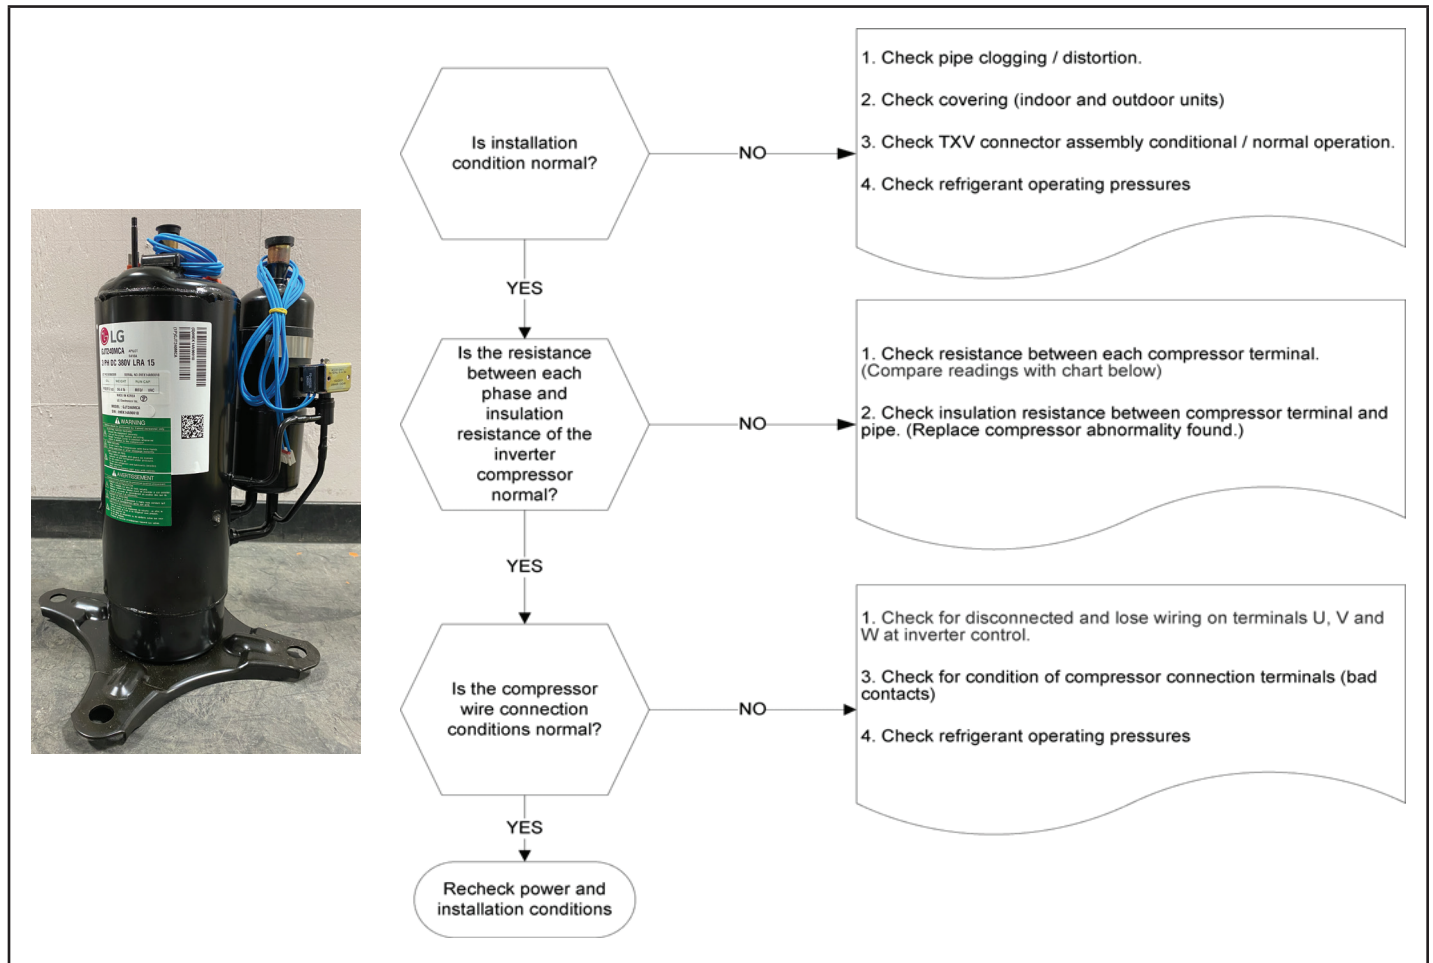 1. Check pipe clogging / distortion.
2. Check covering (indoor and outdoor units)
3. Check TXV connector assembly conditional / normal operation.
4. Check refrigerant operating pressures
Is installation
condition normal?
NO
YES
Is the resistance
between each
phase and
insulation
resistance of the
inverter
compressor
normal?
NO
1. Check resistance between each compressor terminal.
(Compare readings with chart below)
2. Check insulation resistance between compressor terminal and
pipe. (Replace compressor abnormality found.)
YES
Is the compressor
wire connection
conditions normal?
NO
1. Check for disconnected and lose wiring on terminals U, V and
W at inverter control.
3. Check for condition of compressor connection terminals (bad
contacts)
4. Check refrigerant operating pressures
YES
Recheck power and
installation conditions
LG
3 PH DC 380V LRA 15
WARNING
AVERTISSEMENT